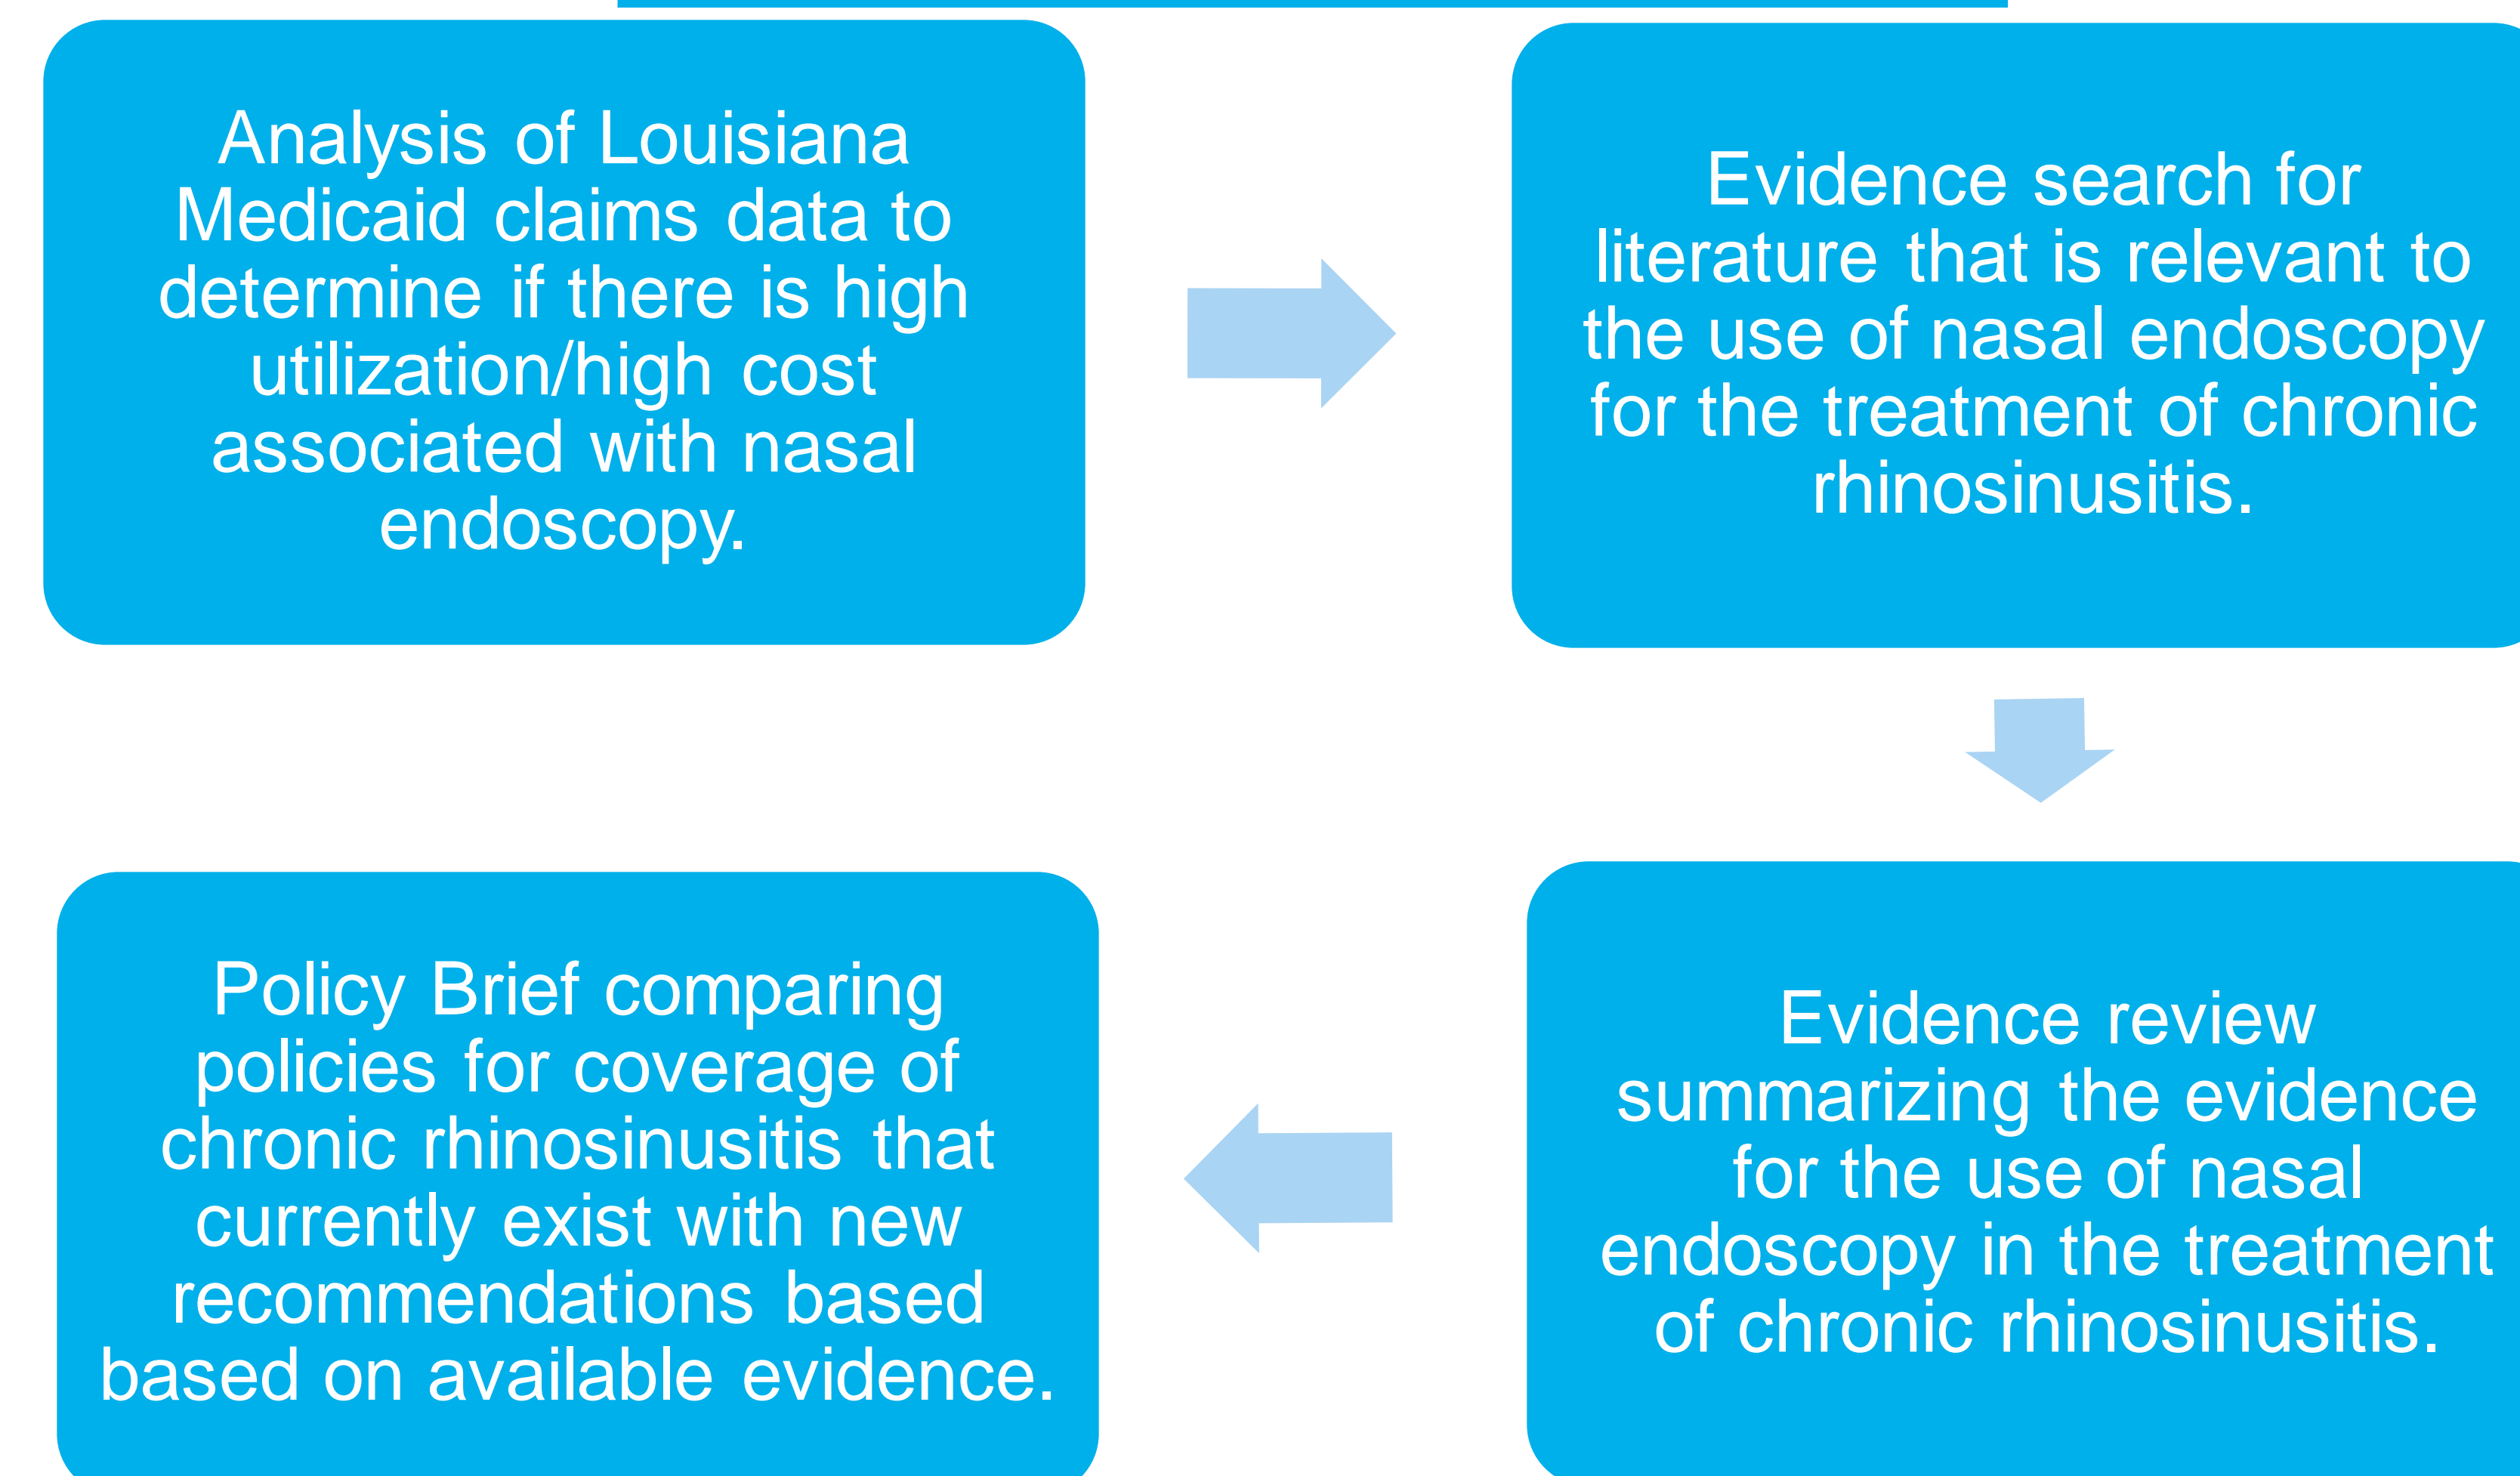 Analysis of Louisiana
Medicaid claims data to
determine if there is high
utilization/high cost
associated with nasal
endoscopy.
Evidence search for
literature that is relevant to
the use of nasal endoscopy
for the treatment of chronic
rhinosinusitis.
Evidence review
summarizing the evidence
for the use of nasal
endoscopy in the treatment
of chronic rhinosinusitis.
Policy Brief comparing
policies for coverage of
chronic rhinosinusitis that
currently exist with new
recommendations based
based on available evidence.